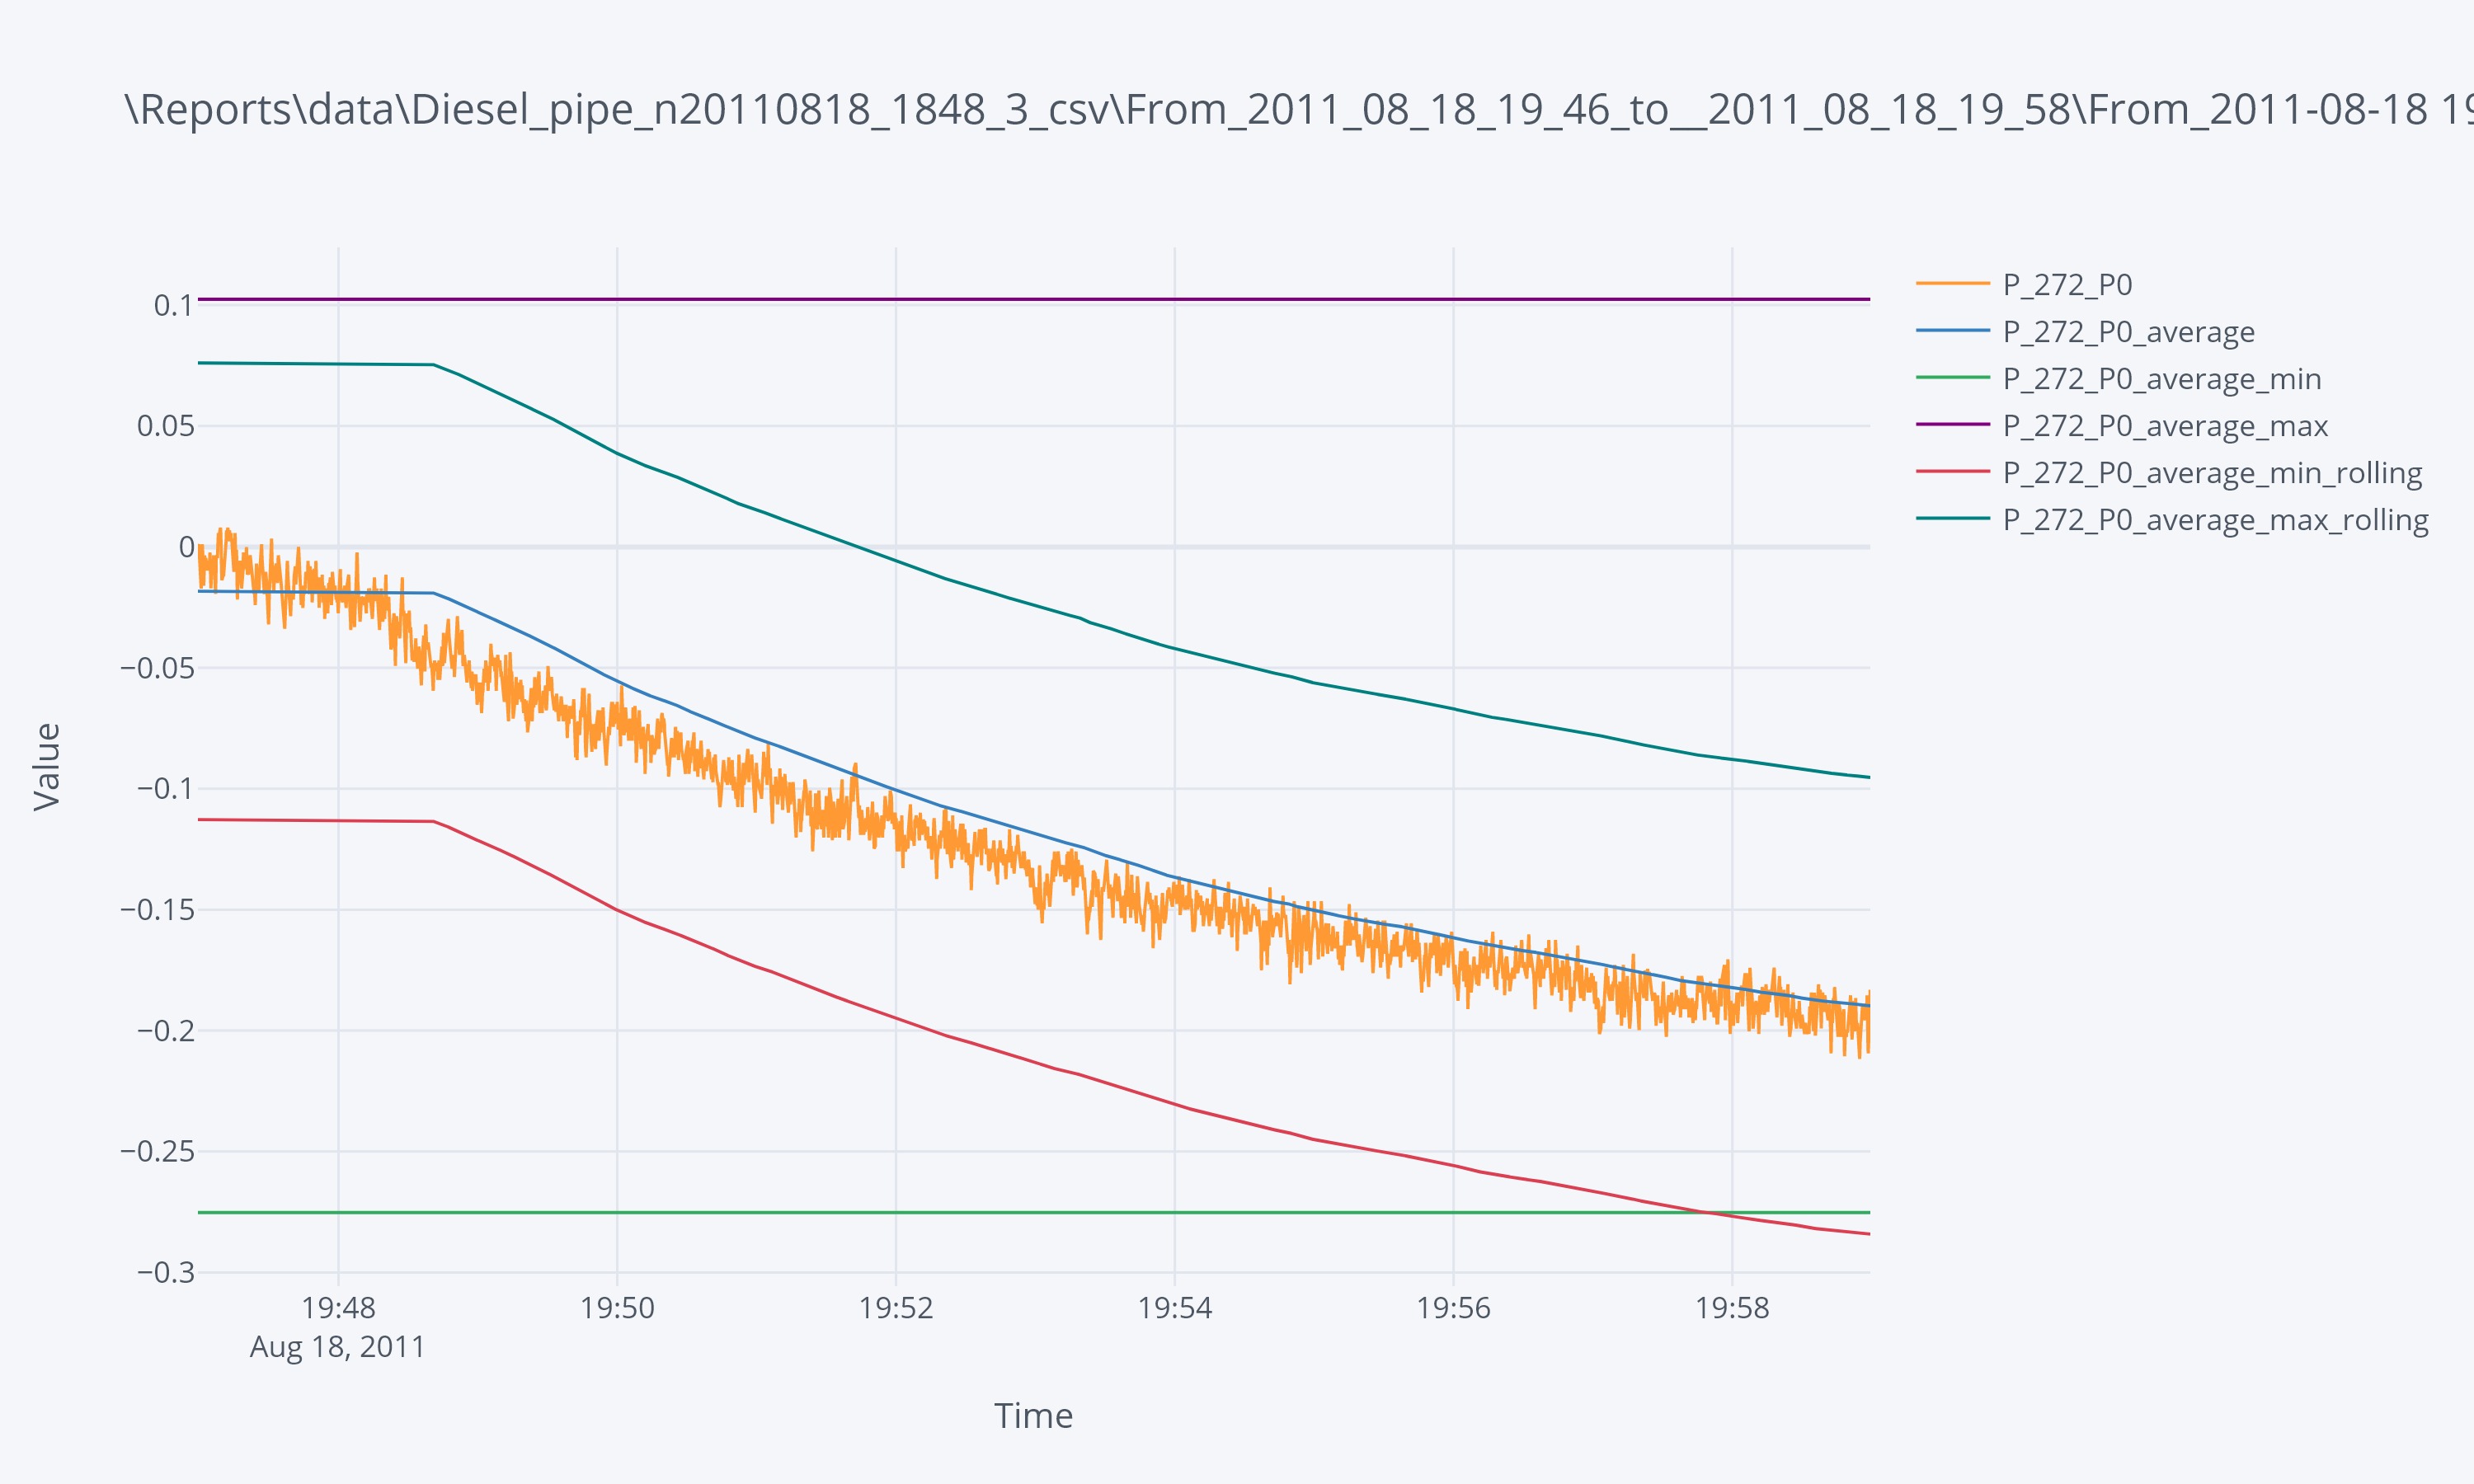 \Reports\data\Diesel_pipe_n20110818_1848_3_csv\From_2011_08_18_19_46_to__2011_08_18_19_58\From_2011-08-18 19
P_272_P0
P_272_P0_average
P_272_P0_average_min
P_272_P0_average_max
P_272_P0_average_min_rolling
P_272_P0_average_max_rolling
0.1
0.05
0
−0.05
−0.1
−0.15
−0.2
−0.25
−0.3
Value
19:48 19:50 19:52 19:54 19:56 19:58
Aug 18, 2011
Time